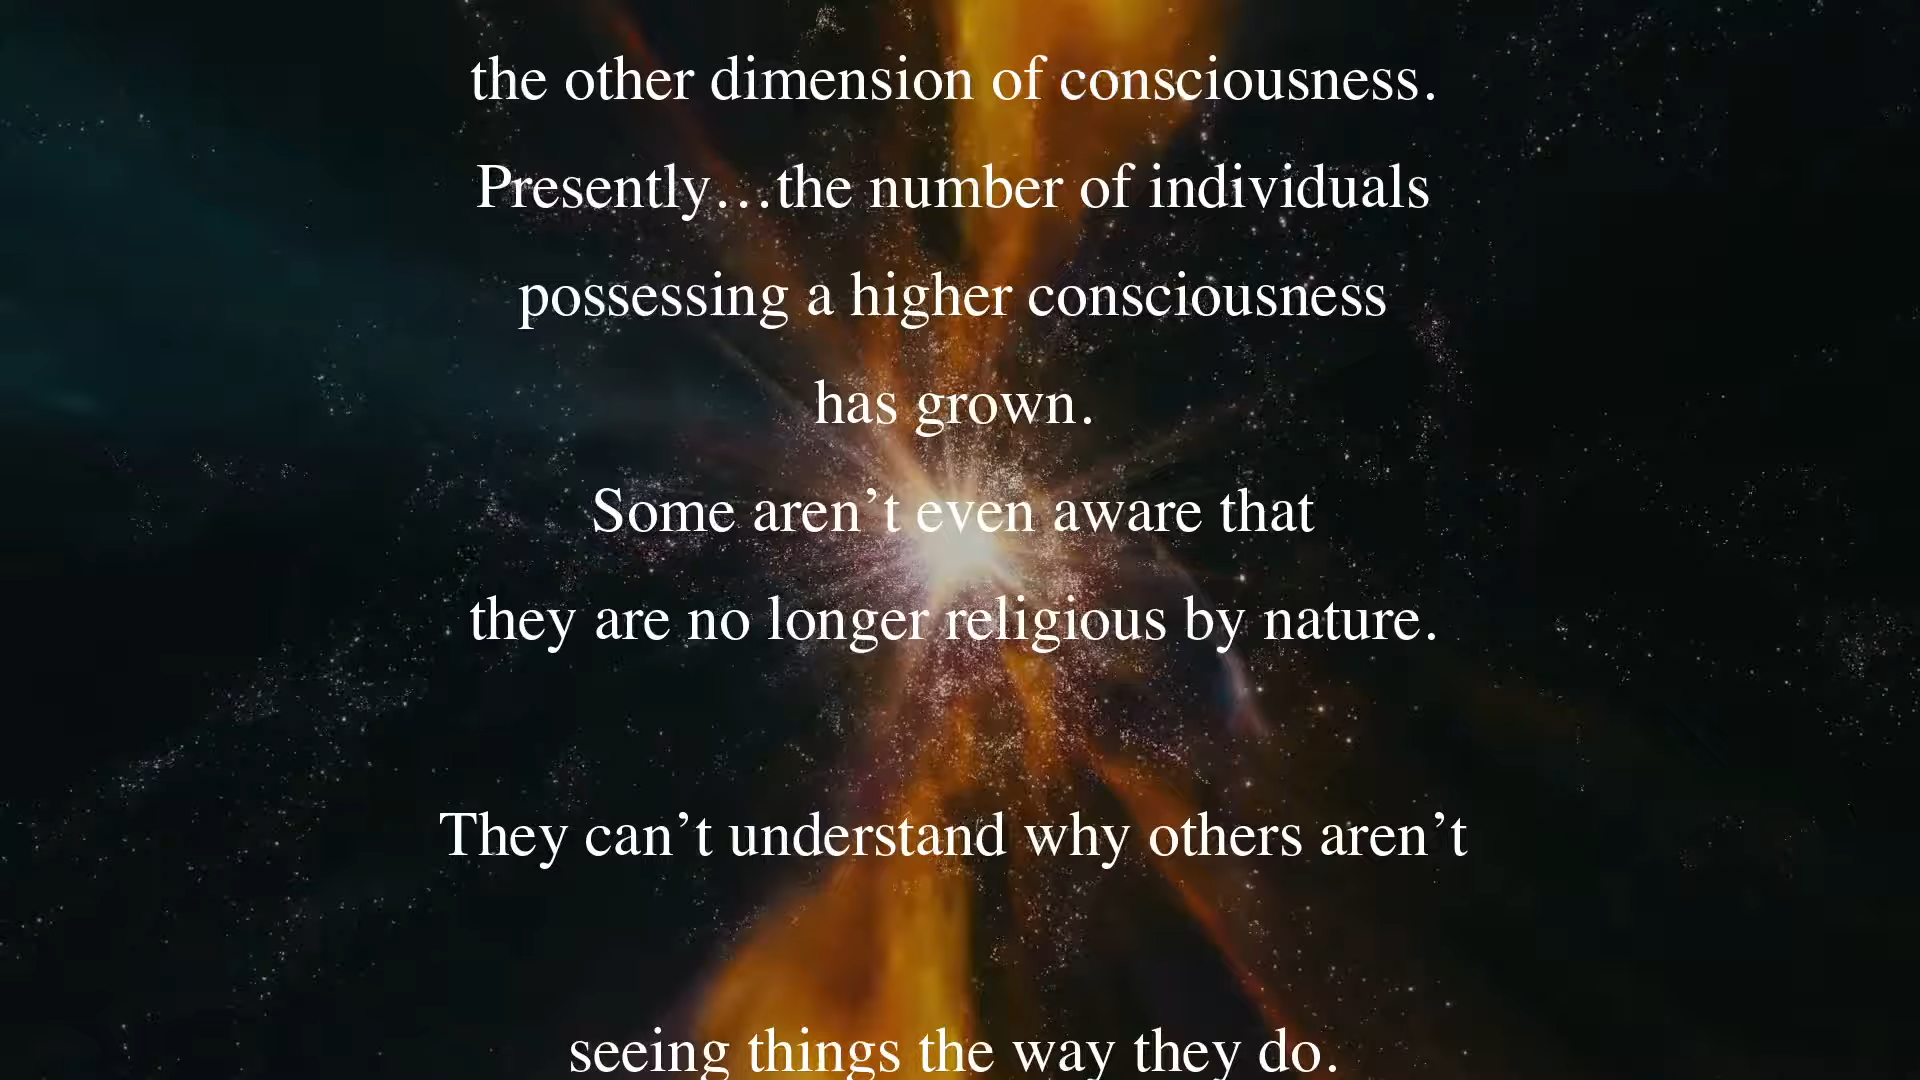 the other dimension of consciousness.
Presently…the number of individuals
possessing a higher consciousness
has grown.
Some aren’t even aware that
they are no longer religious by nature.
They can’t understand why others aren’t
seeing things the way they do.